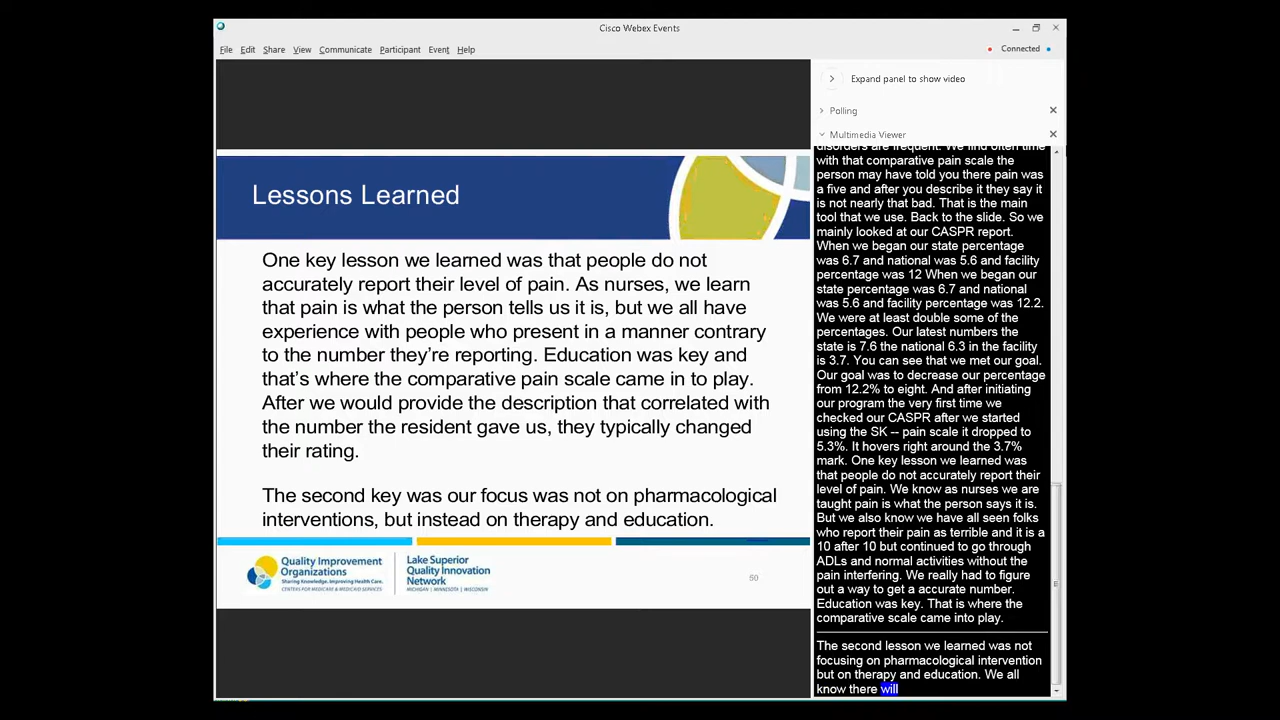 Cisco Webex Events
File Edit Share View Communicate Participant Event Help
Connected
Expand panel to show video
Polling
Multimedia Viewer
Lessons Learned
One key lesson we learned was that people do not
accurately report their level of pain. As nurses, we learn
that pain is what the person tells us it is, but we all have
experience with people who present in a manner contrary
to the number they’re reporting. Education was key and
that’s where the comparative pain scale came in to play.
After we would provide the description that correlated with
the number the resident gave us, they typically changed
their rating.
The second key was our focus was not on pharmacological
interventions, but instead on therapy and education.
Quality Improvement
Organizations
Sharing Knowledge. Improving Health Care.
CENTERS FOR MEDICARE & MEDICAID SERVICES
Lake Superior
Quality Innovation
Network
MICHIGAN | MINNESOTA | WISCONSIN
50
disorders are frequent. We find often time
with that comparative pain scale the
person may have told you there pain was
a five and after you describe it they say it
is not nearly that bad. That is the main
tool that we use. Back to the slide. So we
mainly looked at our CASPR report.
When we began our state percentage
was 6.7 and national was 5.6 and facility
percentage was 12 When we began our
state percentage was 6.7 and national
was 5.6 and facility percentage was 12.2.
We were at least double some of the
percentages. Our latest numbers the
state is 7.6 the national 6.3 in the facility
is 3.7. You can see that we met our goal.
Our goal was to decrease our percentage
from 12.2% to eight. And after initiating
our program the very first time we
checked our CASPR after we started
using the SK -- pain scale it dropped to
5.3%. It hovers right around the 3.7%
mark. One key lesson we learned was
that people do not accurately report their
level of pain. We know as nurses we are
taught pain is what the person says it is.
But we also know we have all seen folks
who report their pain as terrible and it is a
10 after 10 but continued to go through
ADLs and normal activities without the
pain interfering. We really had to figure
out a way to get a accurate number.
Education was key. That is where the
comparative scale came into play.
The second lesson we learned was not
focusing on pharmacological intervention
but on therapy and education. We all
know there will